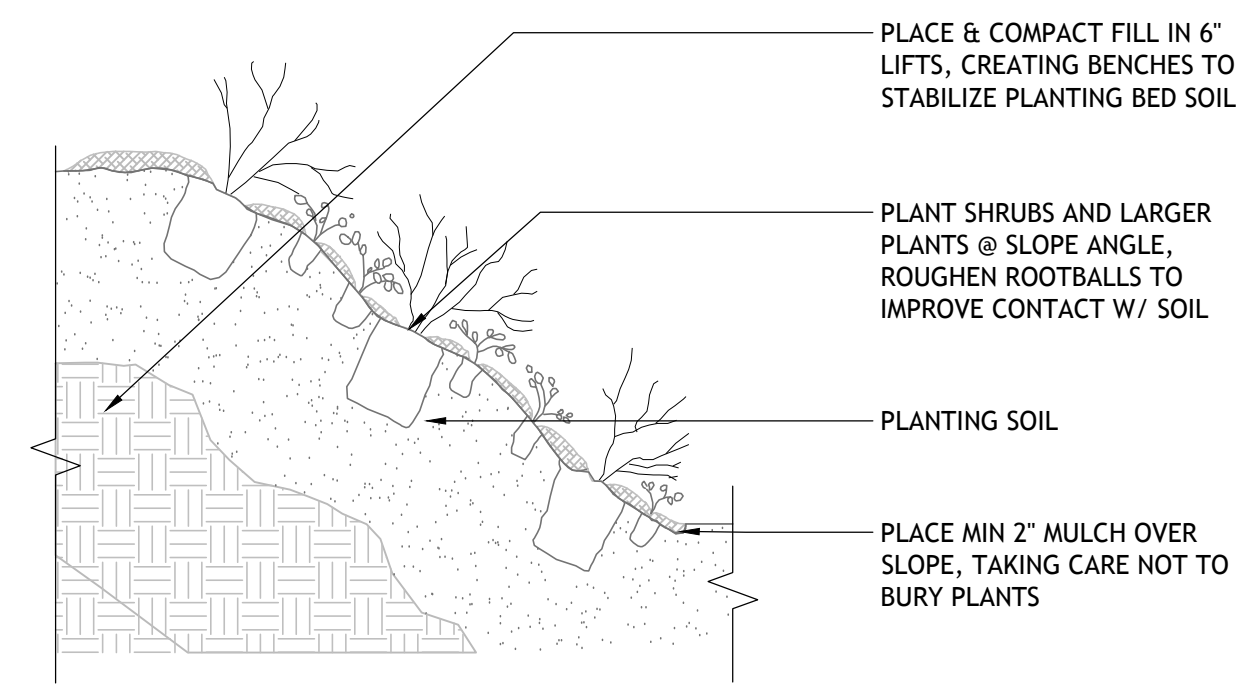 PLACE & COMPACT FILL IN 6"
LIFTS, CREATING BENCHES TO
STABILIZE PLANTING BED SOIL
PLANT SHRUBS AND LARGER
PLANTS @ SLOPE ANGLE,
ROUGHEN ROOTBALLS TO
IMPROVE CONTACT W/ SOIL
PLANTING SOIL
PLACE MIN 2" MULCH OVER
SLOPE, TAKING CARE NOT TO
BURY PLANTS